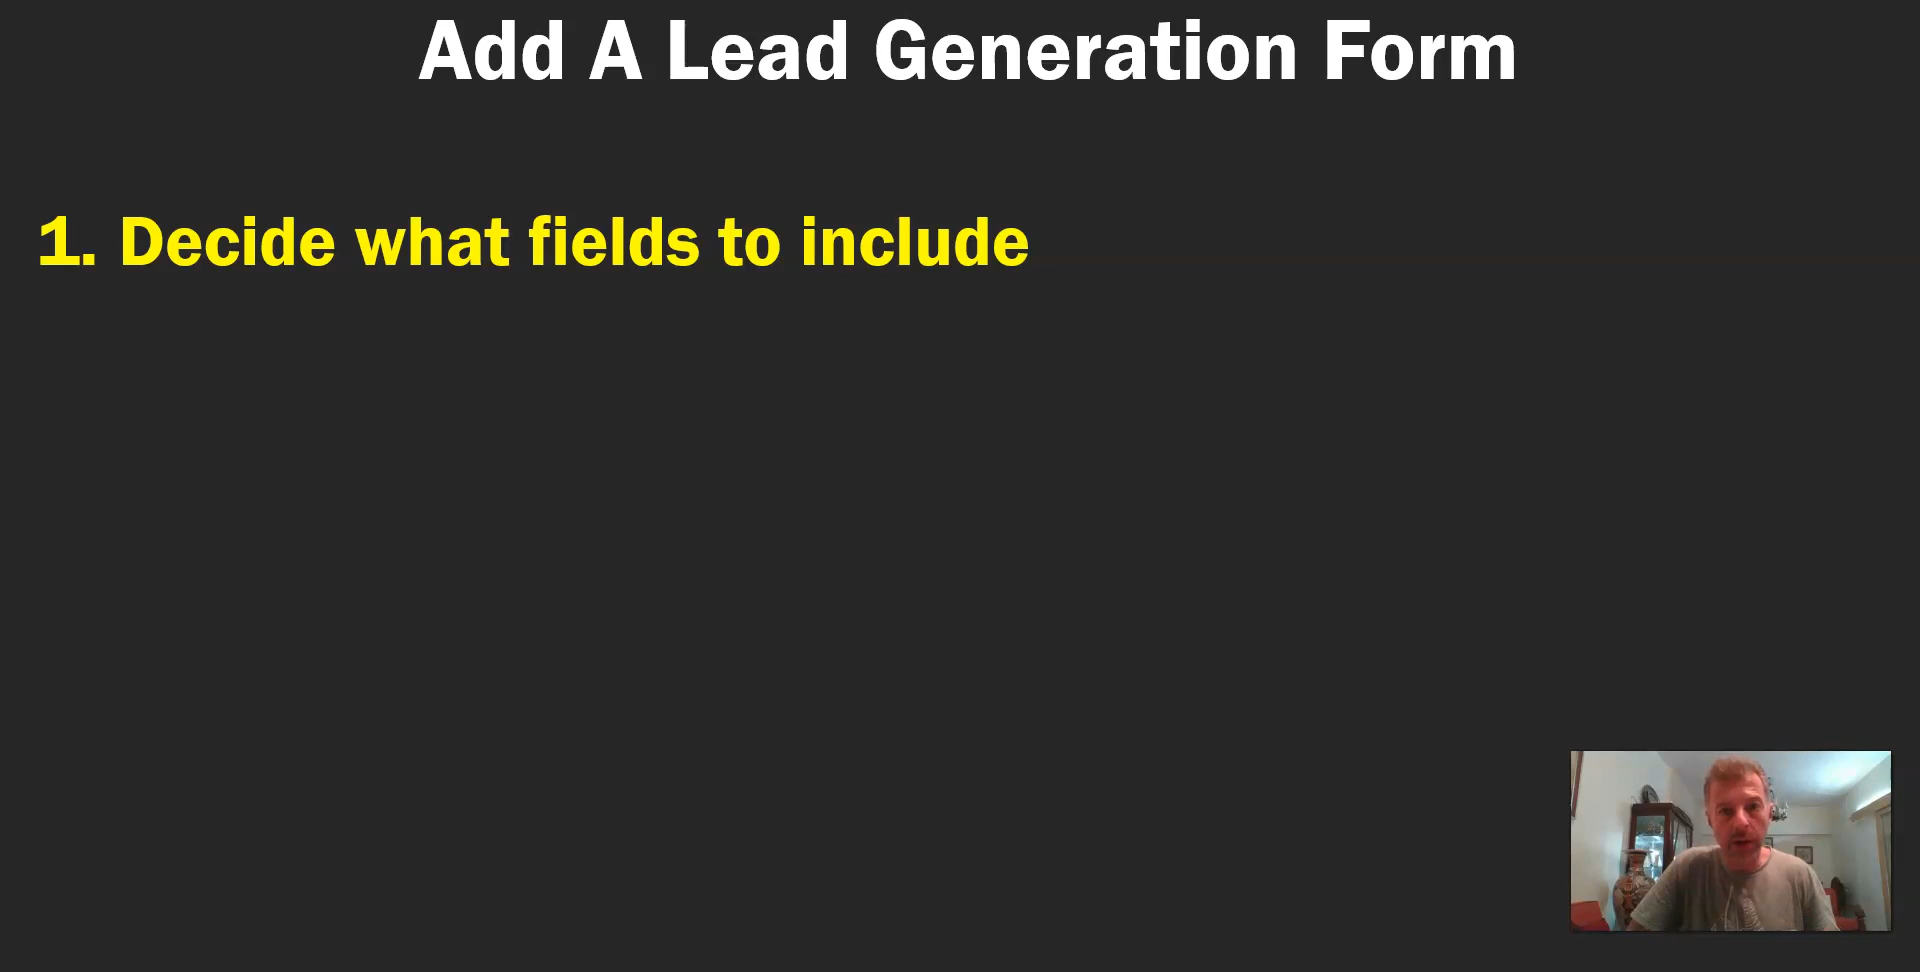 Add A Lead Generation Form
1. Decide what fields to include